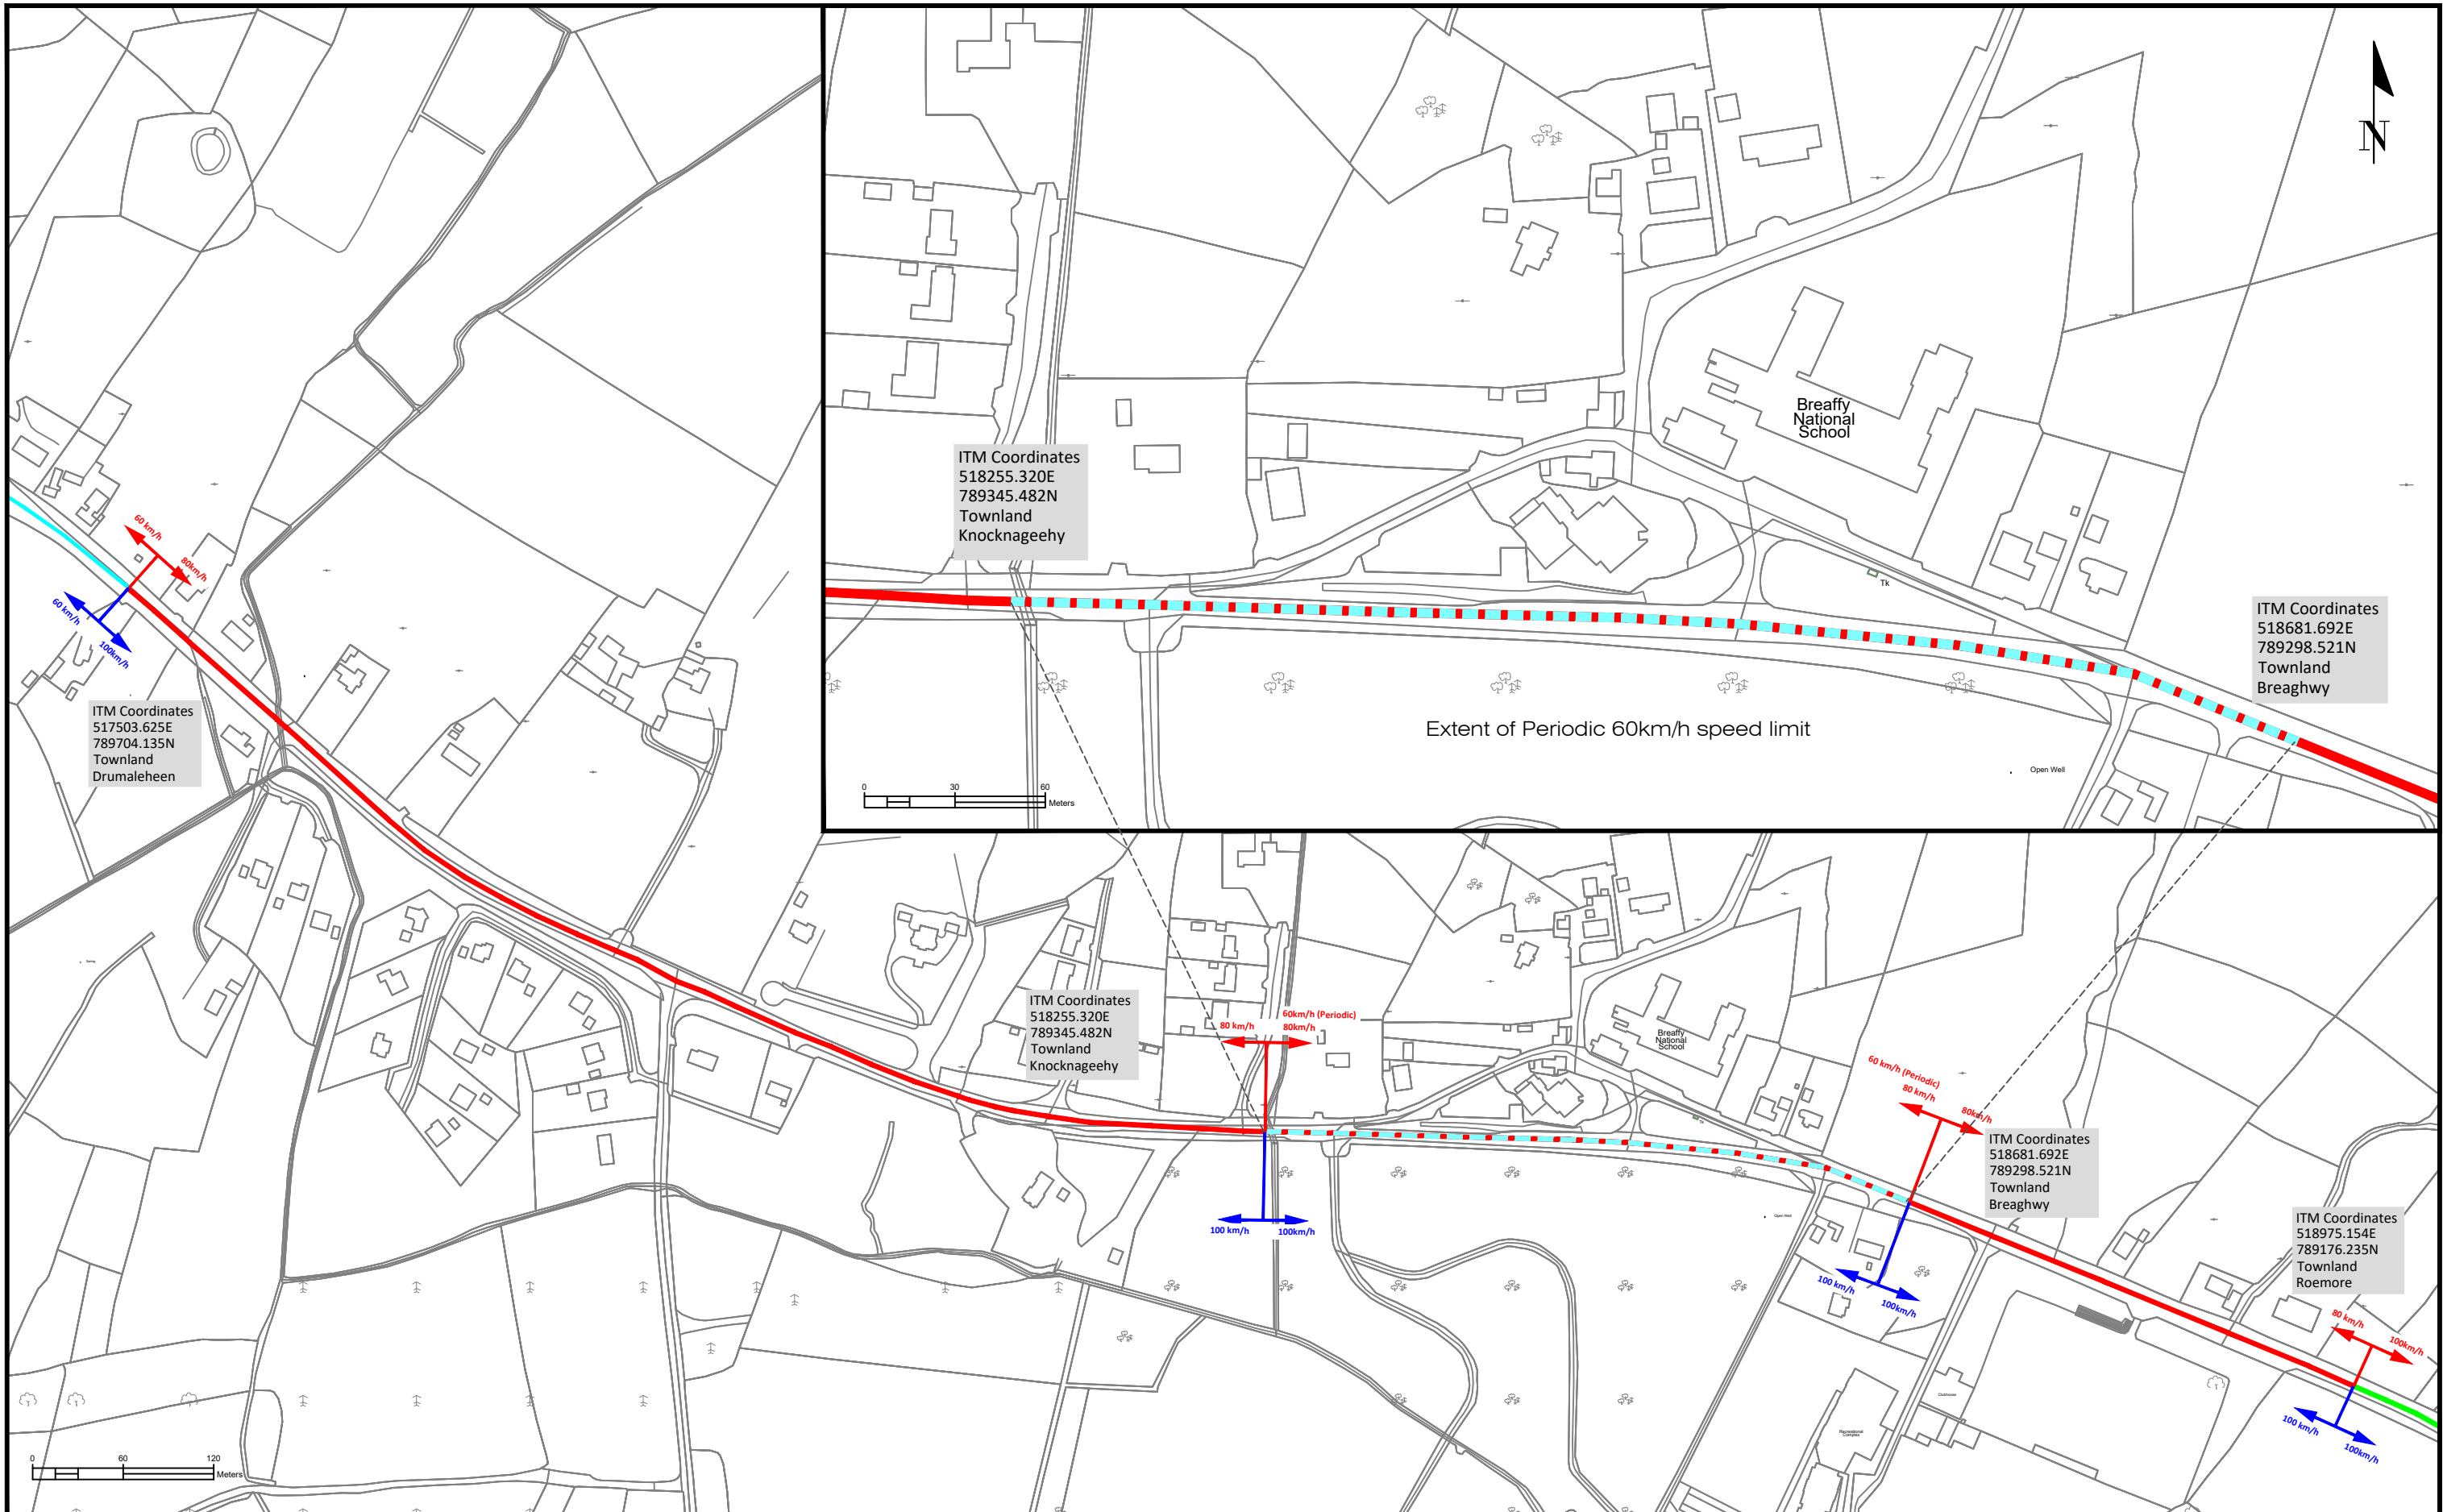 N
Breaffy
National
School
ITM Coordinates
518255.320E
789345.482N
Townland
Knocknageehy
Tk
ITM Coordinates
518681.692E
789298.521N
Townland
Breaghwy
Extent of Periodic 60km/h speed limit
Open Well
0 30 60
Meters
60 km/h
80km/h
60 km/h
100km/h
ITM Coordinates
517503.625E
789704.135N
Townland
Drumaleheen
ITM Coordinates
518255.320E
789345.482N
Townland
Knocknageehy
60km/h (Periodic)
80 km/h
80km/h
100 km/h
100km/h
Breaffy
National
School
60 km/h (Periodic)
80 km/h
80km/h
ITM Coordinates
518681.692E
789298.521N
Townland
Breaghwy
Open Well
100 km/h
100km/h
ITM Coordinates
518975.154E
789176.235N
Townland
Roemore
80 km/h
100km/h
100 km/h
100km/h
Recreational
Complex
0 60 120
Meters